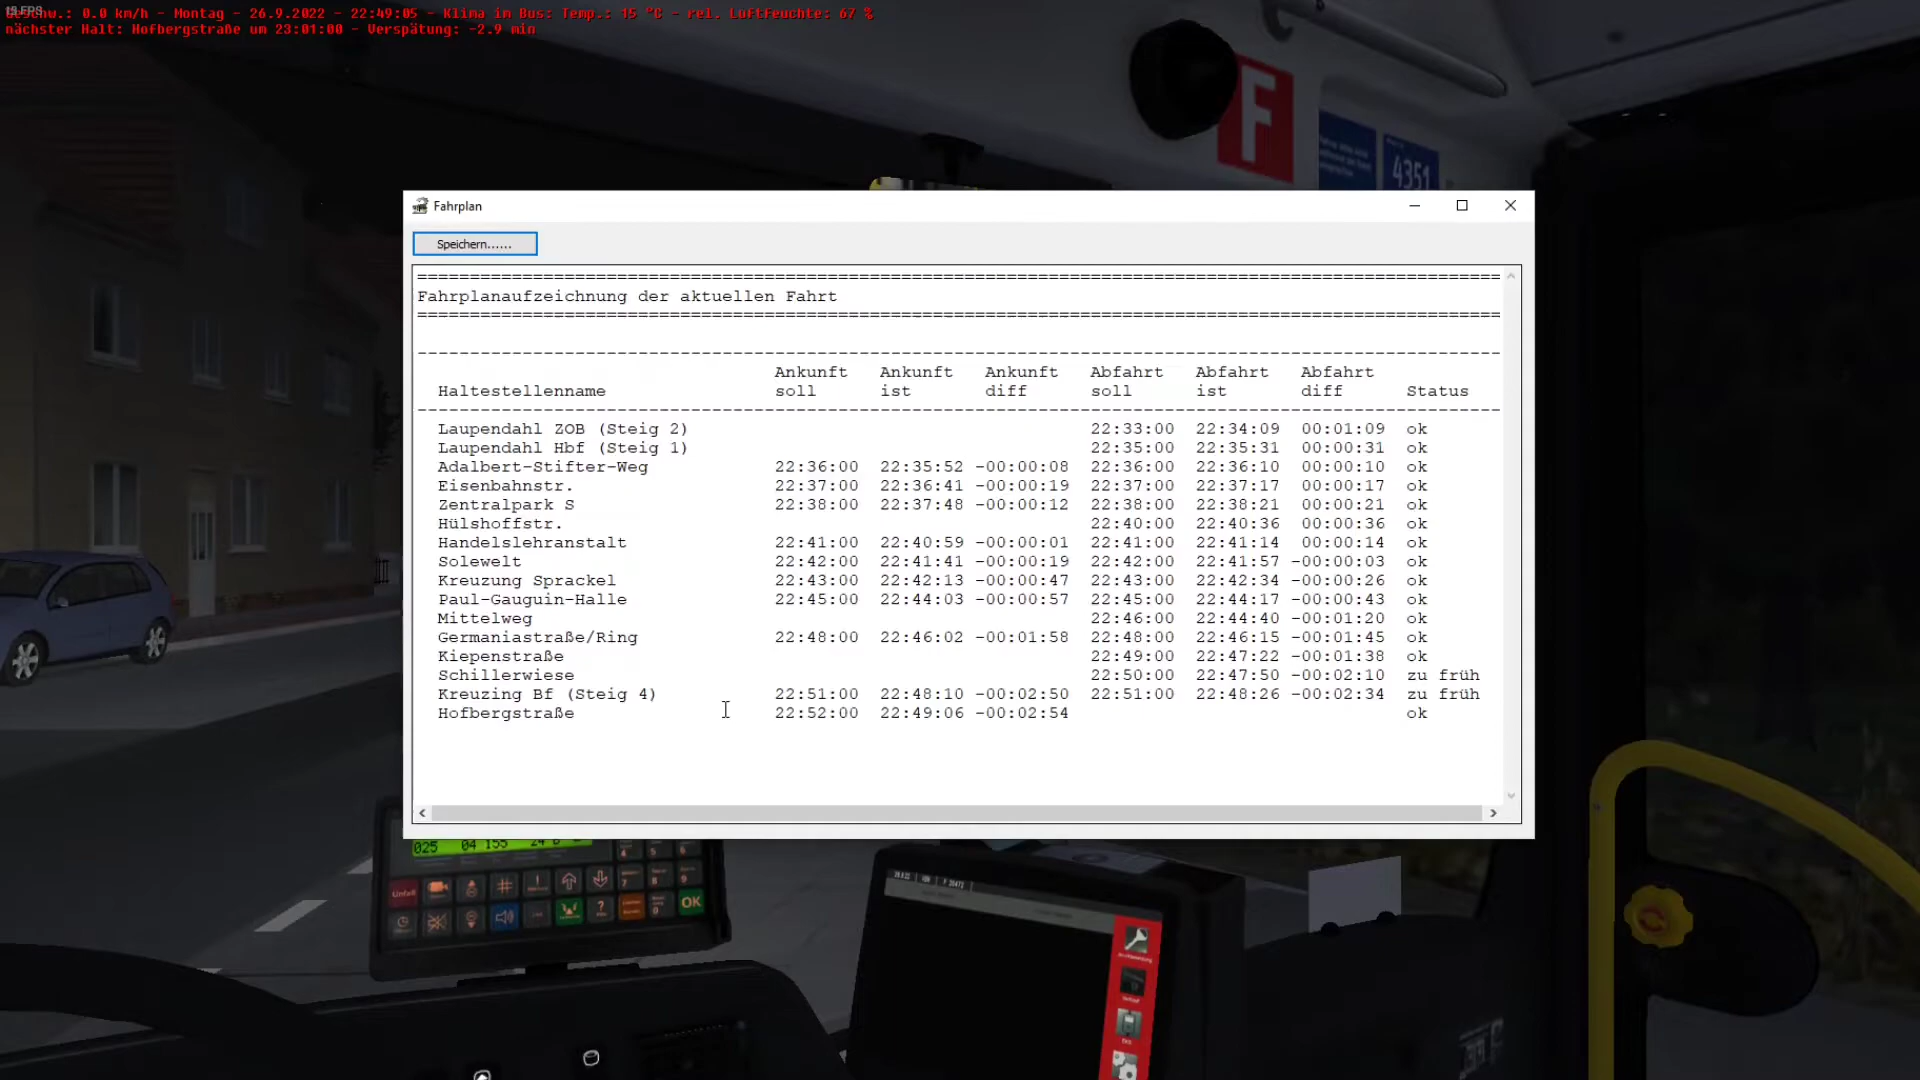 schw.: 0.0 km/h - Montag - 26.9.2022 - 22:49:05 - Klima im Bus: Temp.: 15 °C - rel. Luftfeuchte: 67 %
nächster Halt: Hofbergstraße um 23:01:00 - Verspätung: -2.9 min
F
4351
Fahrplan
Speichern......
================================================================================
Fahrplanaufzeichnung der aktuellen Fahrt
================================================================================
--------------------------------------------------------------------------------
Ankunft Ankunft Ankunft Abfahrt Abfahrt Abfahrt
Haltestellenname soll ist diff soll ist diff Status
--------------------------------------------------------------------------------
Laupendahl ZOB (Steig 2) 22:33:00 22:34:09 00:01:09 ok
Laupendahl Hbf (Steig 1) 22:35:00 22:35:31 00:00:31 ok
Adalbert-Stifter-Weg 22:36:00 22:35:52 -00:00:08 22:36:00 22:36:10 00:00:10 ok
Eisenbahnstr. 22:37:00 22:36:41 -00:00:19 22:37:00 22:37:17 00:00:17 ok
Zentralpark S 22:38:00 22:37:48 -00:00:12 22:38:00 22:38:21 00:00:21 ok
Hülshoffstr. 22:40:00 22:40:36 00:00:36 ok
Handelslehranstalt 22:41:00 22:40:59 -00:00:01 22:41:00 22:41:14 00:00:14 ok
Solewelt 22:42:00 22:41:41 -00:00:19 22:42:00 22:41:57 -00:00:03 ok
Kreuzung Sprackel 22:43:00 22:42:13 -00:00:47 22:43:00 22:42:34 -00:00:26 ok
Paul-Gauguin-Halle 22:45:00 22:44:03 -00:00:57 22:45:00 22:44:17 -00:00:43 ok
Mittelweg 22:46:00 22:44:40 -00:01:20 ok
Germaniastraße/Ring 22:48:00 22:46:02 -00:01:58 22:48:00 22:46:15 -00:01:45 ok
Kiepenstraße 22:49:00 22:47:22 -00:01:38 ok
Schillerwiese 22:50:00 22:47:50 -00:02:10 zu früh
Kreuzing Bf (Steig 4) 22:51:00 22:48:10 -00:02:50 22:51:00 22:48:26 -00:02:34 zu früh
Hofbergstraße 22:52:00 22:49:06 -00:02:54 ok
025 04 155
Unfall
7 8 9
OK